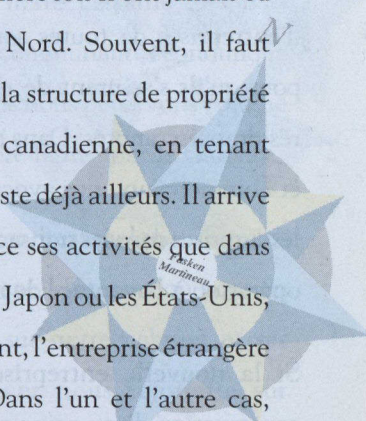 N
Nord. Souvent, il faut
la structure de propriété
canadienne, en tenant
ste déjà ailleurs. Il arrive
ce ses activités que dans
Fasken
Martineau
Japon ou les États-Unis,
nt, l'entreprise étrangère
Dans l'un et l'autre cas,